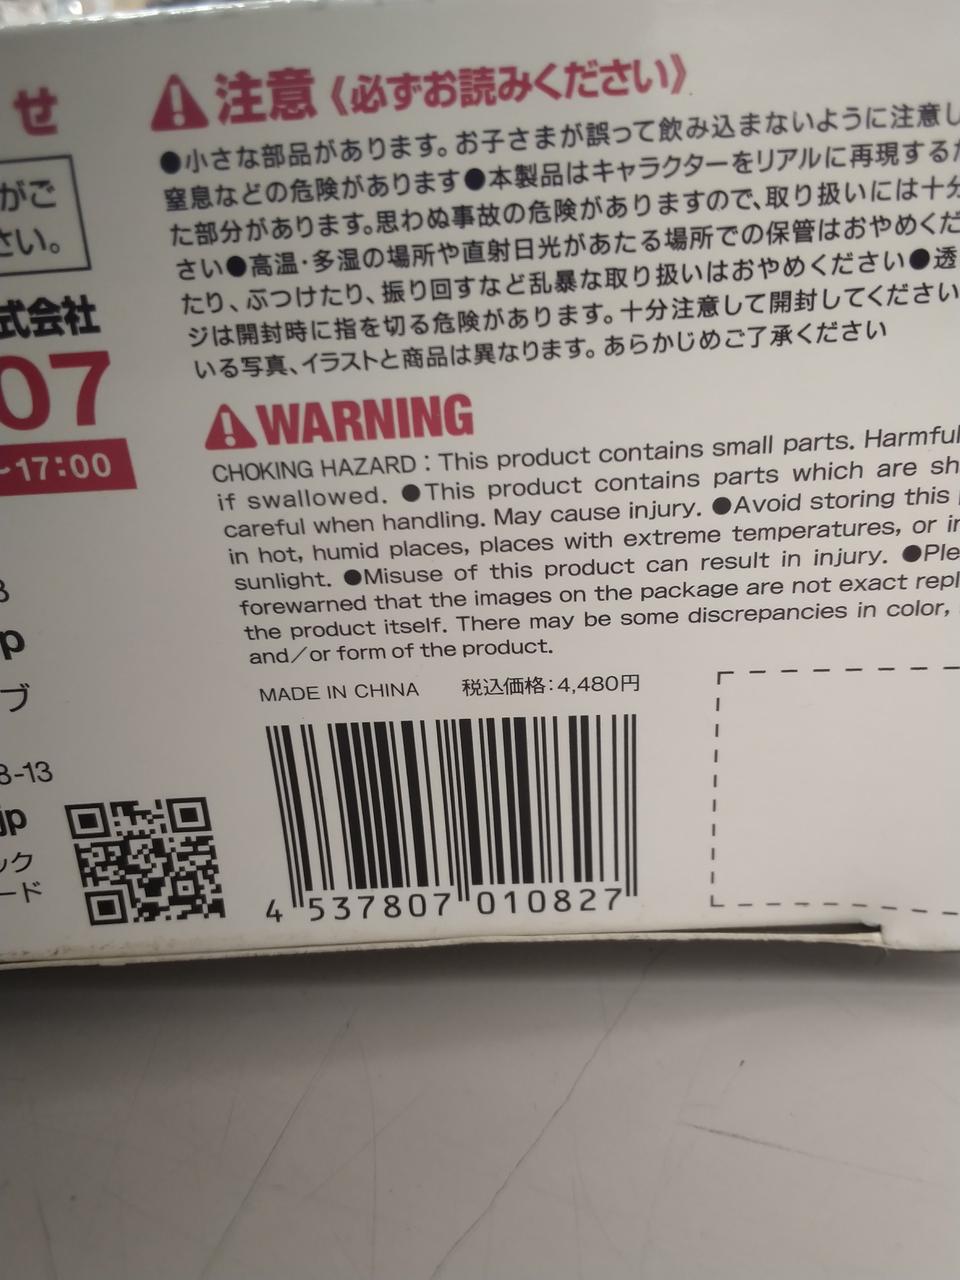 せ
がご
さい。
式会社
07
~17:00
3
p
ブ
8-13
jp
ック
ード
注意《必ずお読みください》
●小さな部品があります。お子さまが誤って飲み込まないように注意し
窒息などの危険があります●本製品はキャラクターをリアルに再現するた
た部分があります。思わぬ事故の危険がありますので、取り扱いには十分
さい●高温・多湿の場所や直射日光があたる場所での保管はおやめくだ
たり、ぶつけたり、振り回すなど乱暴な取り扱いはおやめください●透
ジは開封時に指を切る危険があります。十分注意して開封してください
いる写真、イラストと商品は異なります。あらかじめご了承ください
WARNING
CHOKING HAZARD：This product contains small parts. Harmful
if swallowed. ●This product contains parts which are sh
careful when handling. May cause injury. ●Avoid storing this
in hot, humid places, places with extreme temperatures, or in
sunlight. ●Misuse of this product can result in injury. ●Ple
forewarned that the images on the package are not exact repl
the product itself. There may be some discrepancies in color,
and/or form of the product.
MADE IN CHINA 税込価格：4,480円
4 537807 010827